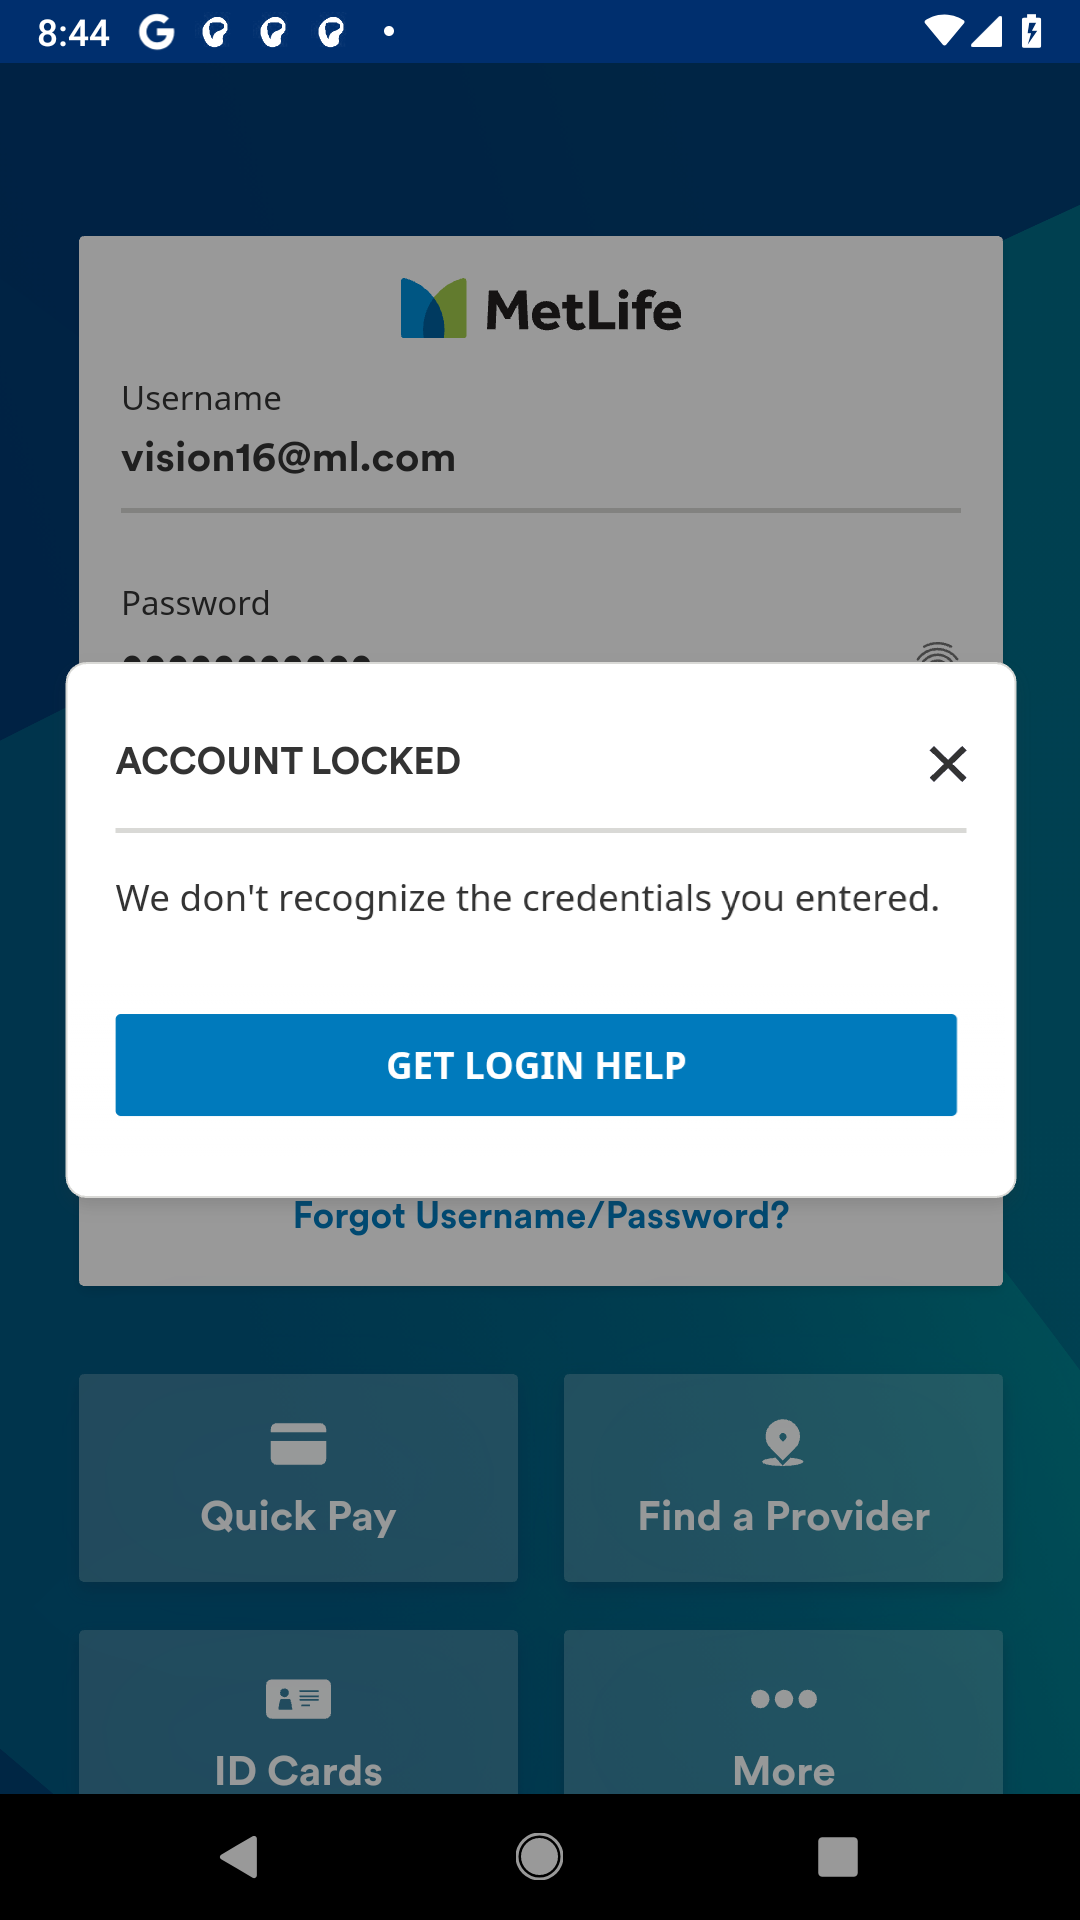 8:44
MetLife
Username
vision16@ml.com
Password
ACCOUNT LOCKED
We don't recognize the credentials you entered.
GET LOGIN HELP
Forgot Username/Password?
Quick Pay
Find a Provider
ID Cards
More